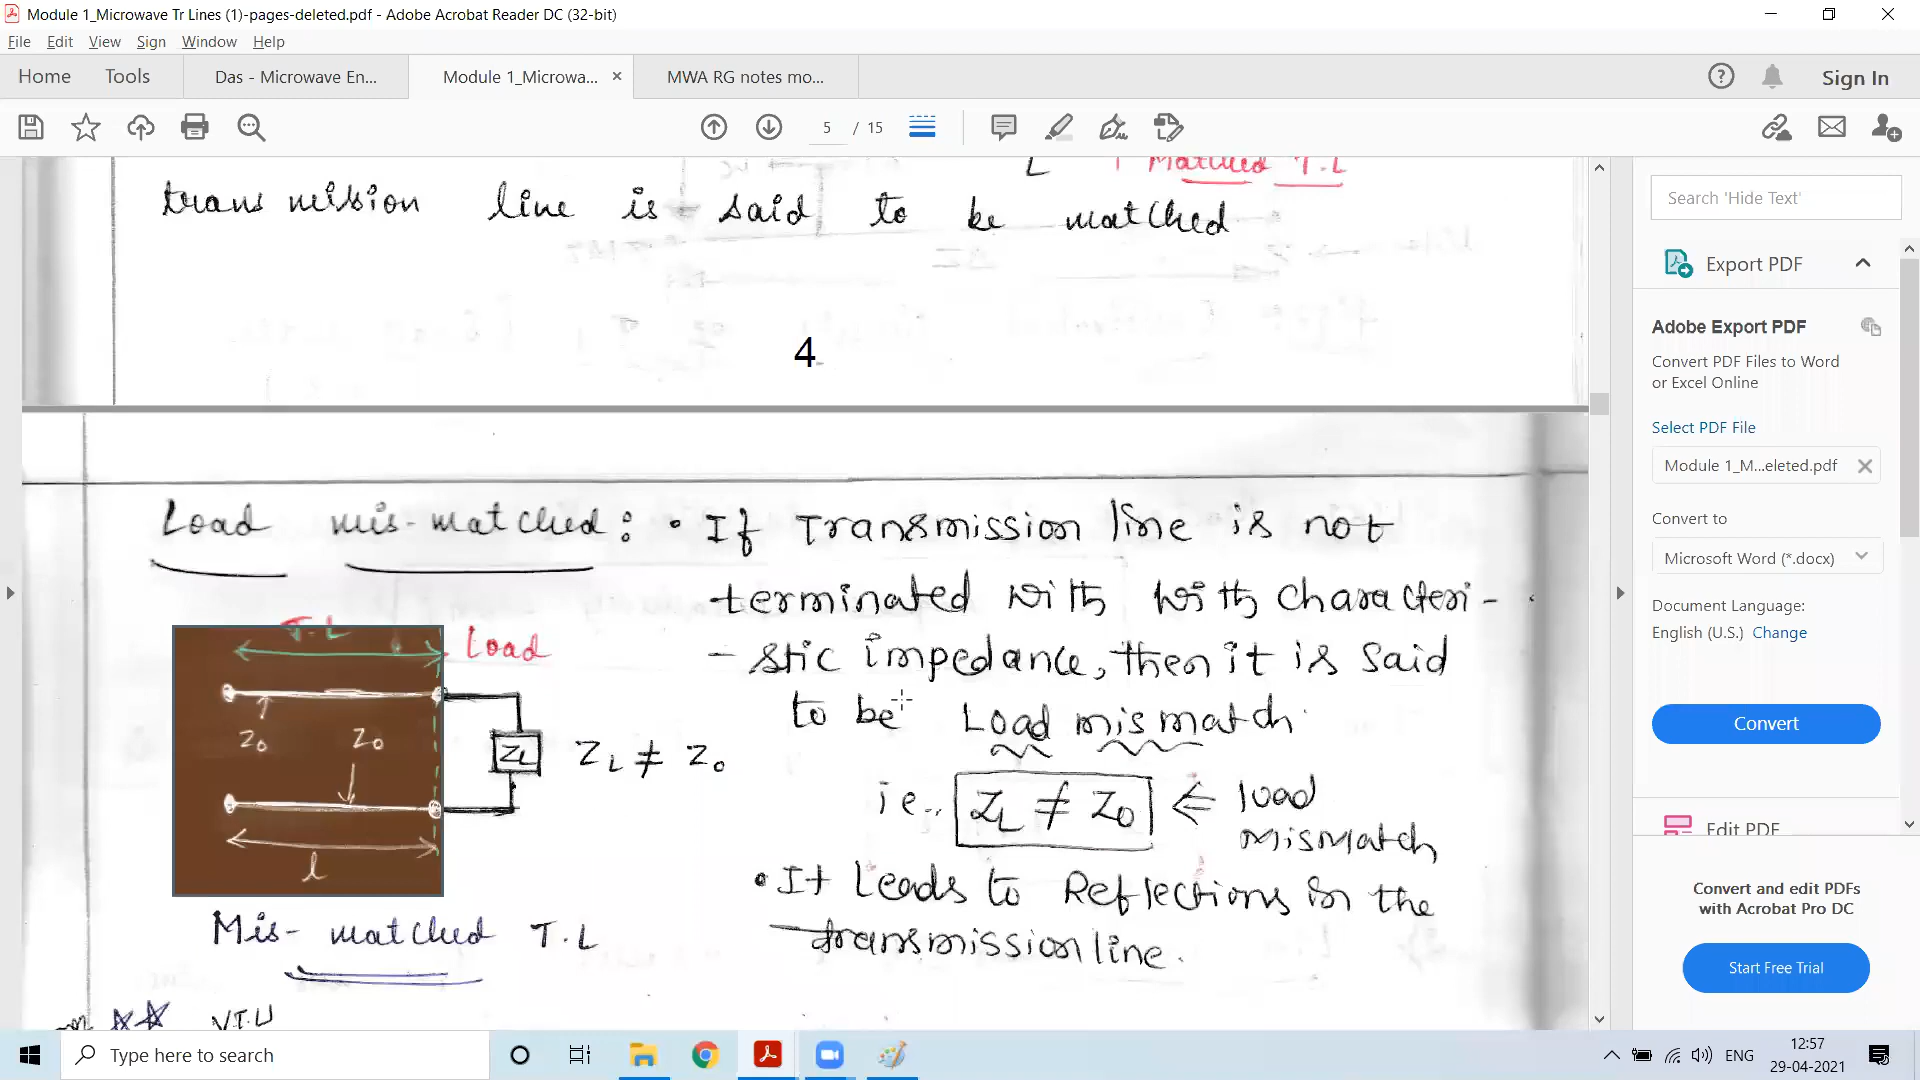 Module 1_Microwave Tr Lines (1)-pages-deleted.pdf - Adobe Acrobat Reader DC (32-bit)
File Edit View Sign Window Help
Home Tools Das - Microwave En... Module 1_Microwa... × MWA RG notes mo... Sign In
5 / 15
L Matched T.L
transmission line is said to be matched
4
Load mis-matched : • If Transmission line is not
terminated with with characteri-
- stic impedance, then it is said
to be Load mismatch.
ie.. ZL ≠ Z0 ⇐ load
mismatch
• It Leads to Reflections in the
transmission line.
T.L Load
Z0 Z0
ZL ZL ≠ Z0
l
Mis-matched T.L
VTU
Search 'Hide Text'
Export PDF
Adobe Export PDF
Convert PDF Files to Word
or Excel Online
Select PDF File
Module 1_M...eleted.pdf
Convert to
Microsoft Word (*.docx)
Document Language:
English (U.S.) Change
Convert
Edit PDF
Convert and edit PDFs
with Acrobat Pro DC
Start Free Trial
Type here to search
ENG
12:57
29-04-2021